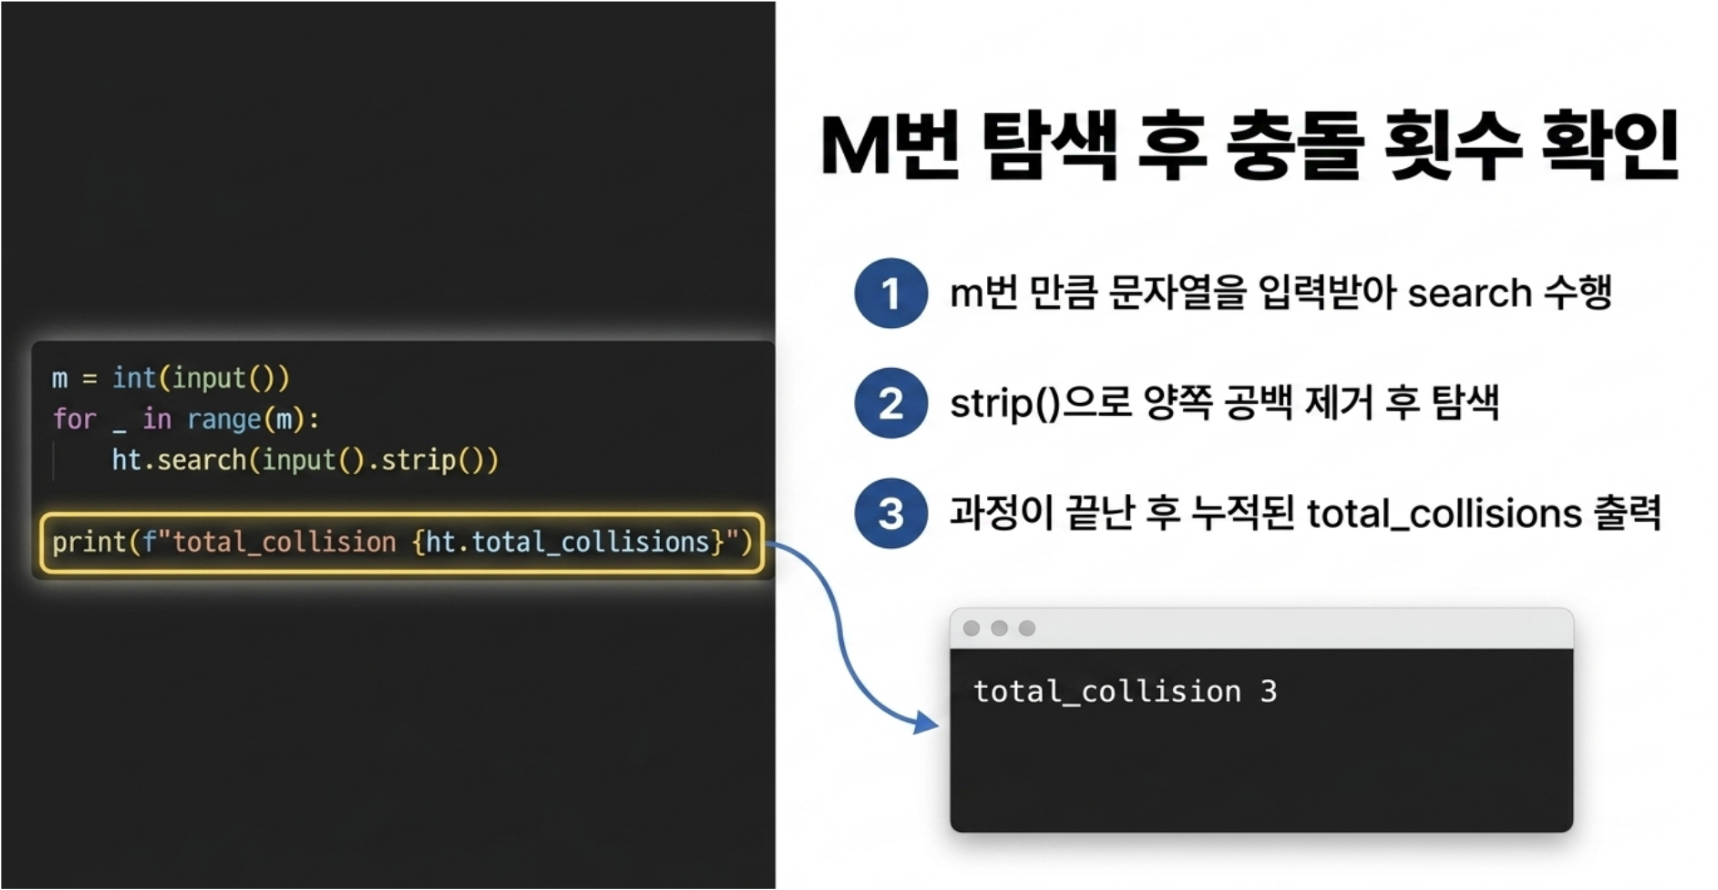 m = int(input())
for _ in range(m):
    ht.search(input().strip())
print(f"total_collision {ht.total_collisions}")
M번 탐색 후 충돌 횟수 확인
1 m번 만큼 문자열을 입력받아 search 수행
2 strip()으로 양쪽 공백 제거 후 탐색
3 과정이 끝난 후 누적된 total_collisions 출력
total_collision 3